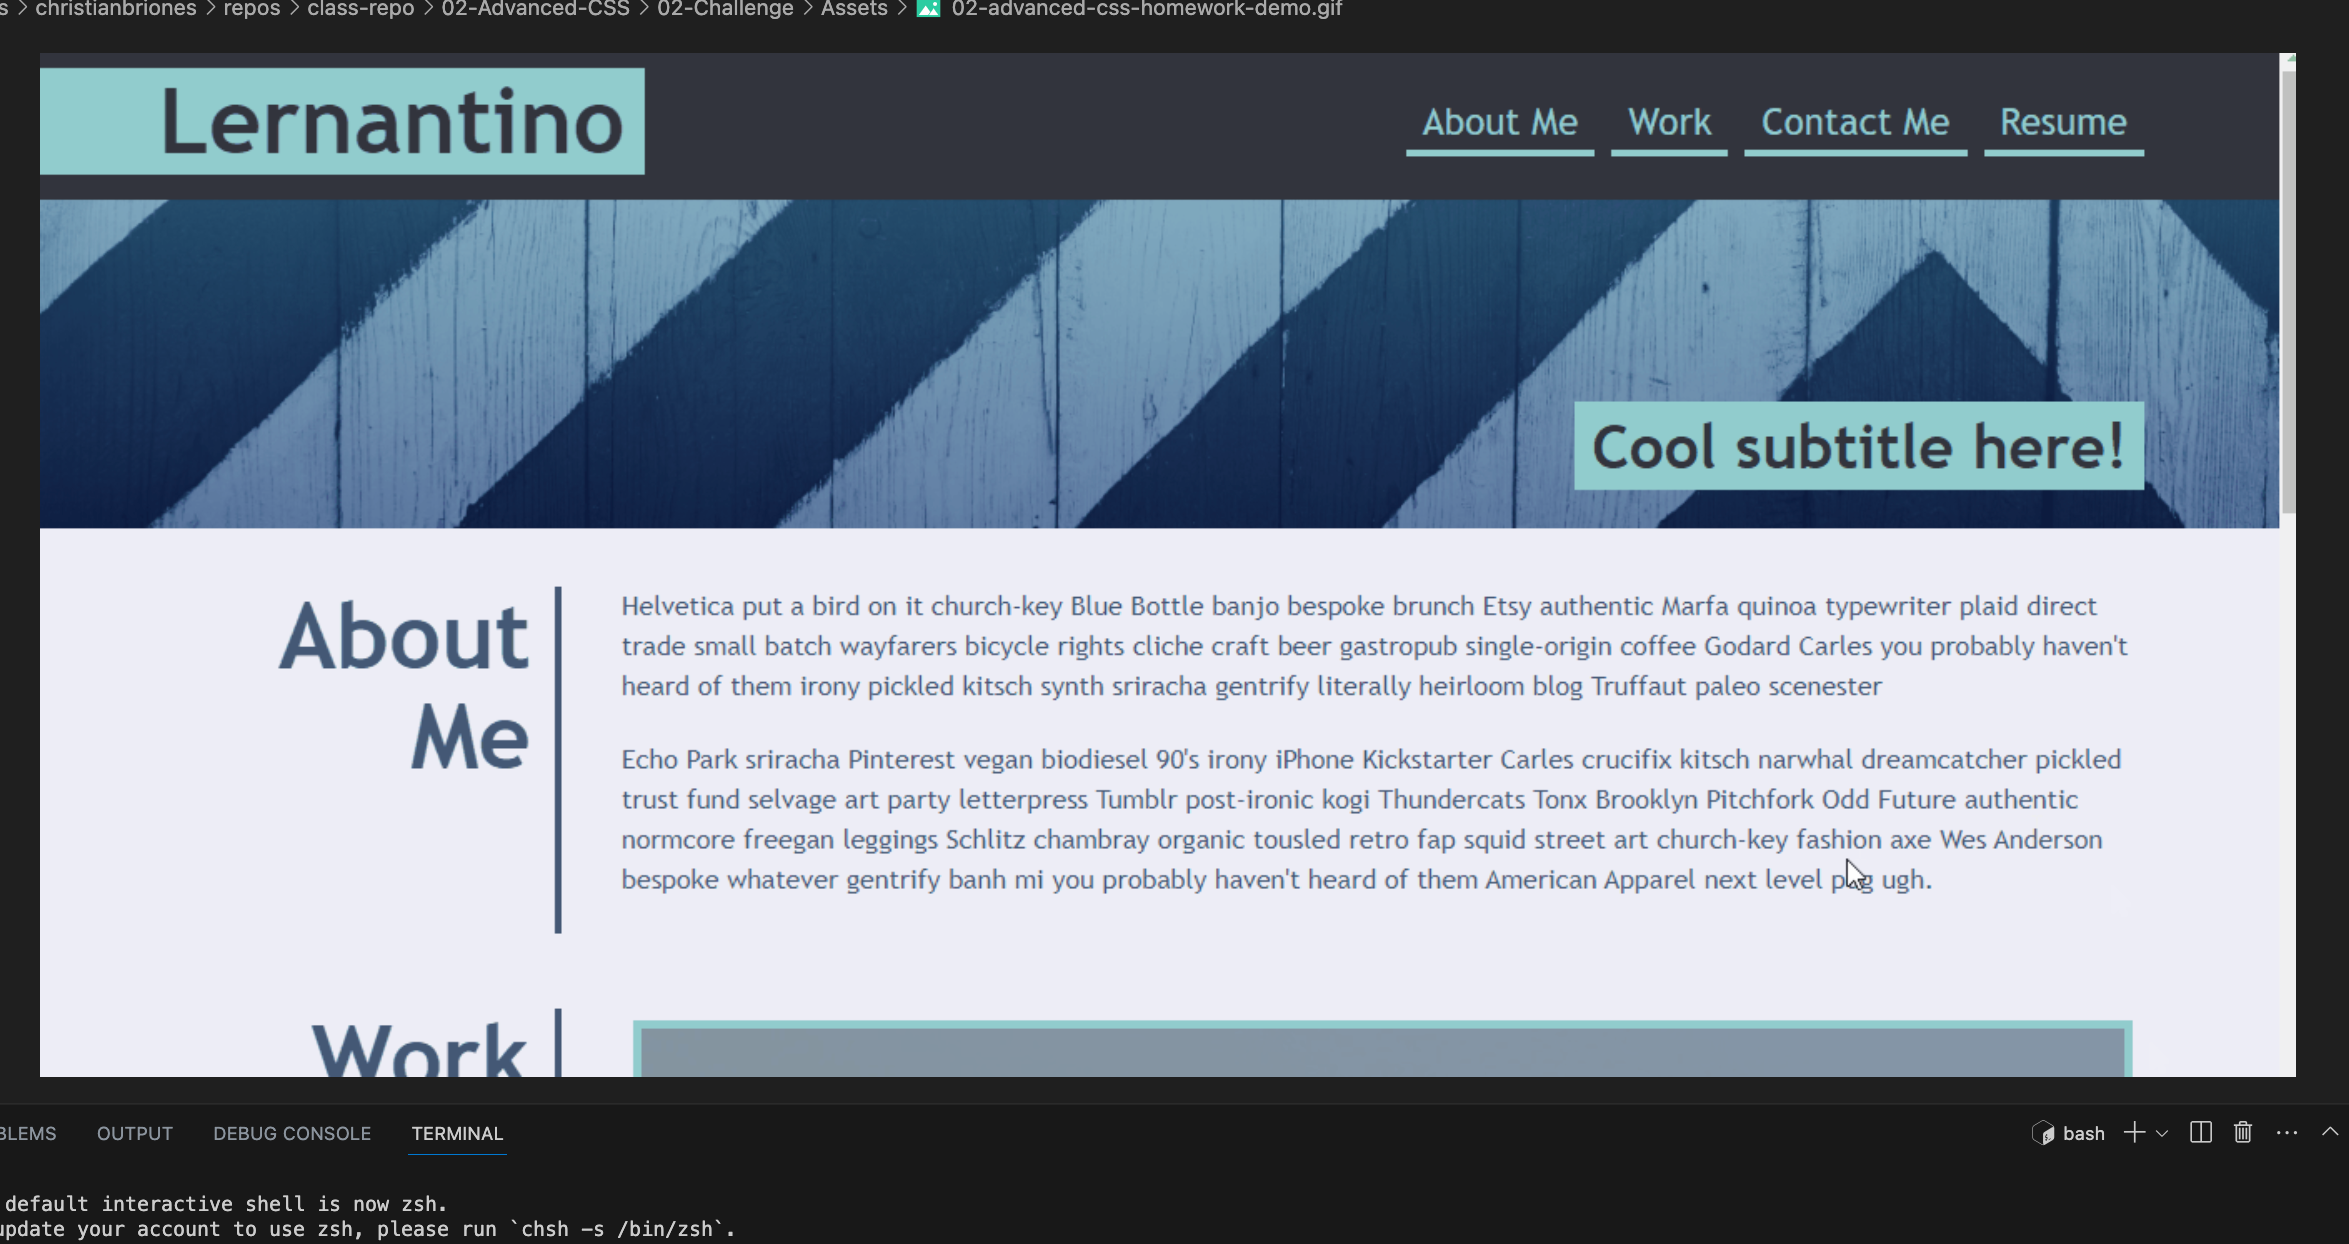 s > christianbriones > repos > class-repo > 02-Advanced-CSS > 02-Challenge > Assets > 02-advanced-css-homework-demo.gif
Lernantino
About Me Work Contact Me Resume
Cool subtitle here!
About
Me
Helvetica put a bird on it church-key Blue Bottle banjo bespoke brunch Etsy authentic Marfa quinoa typewriter plaid direct
trade small batch wayfarers bicycle rights cliche craft beer gastropub single-origin coffee Godard Carles you probably haven't
heard of them irony pickled kitsch synth sriracha gentrify literally heirloom blog Truffaut paleo scenester
Echo Park sriracha Pinterest vegan biodiesel 90's irony iPhone Kickstarter Carles crucifix kitsch narwhal dreamcatcher pickled
trust fund selvage art party letterpress Tumblr post-ironic kogi Thundercats Tonx Brooklyn Pitchfork Odd Future authentic
normcore freegan leggings Schlitz chambray organic tousled retro fap squid street art church-key fashion axe Wes Anderson
bespoke whatever gentrify banh mi you probably haven't heard of them American Apparel next level ugh.
Work
BLEMS OUTPUT DEBUG CONSOLE TERMINAL bash
default interactive shell is now zsh.
update your account to use zsh, please run `chsh -s /bin/zsh`.